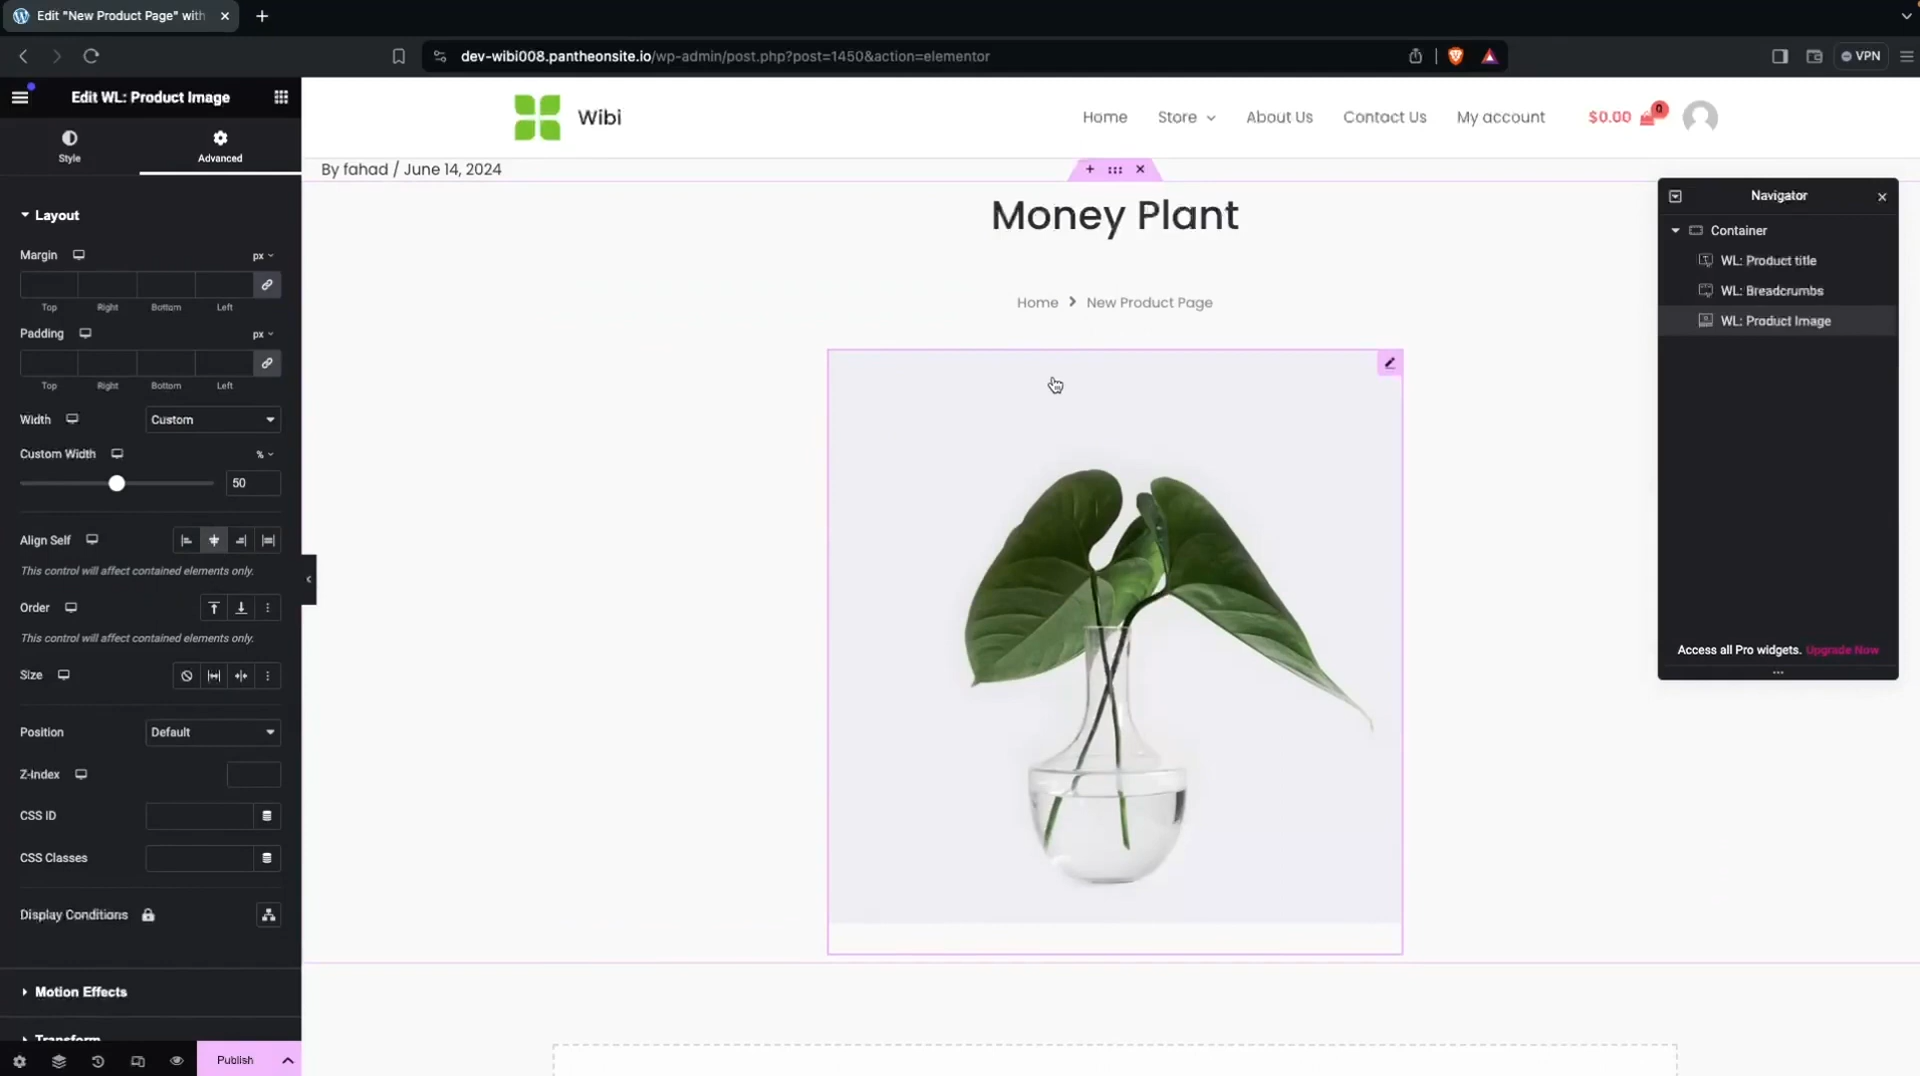 Edit "New Product Page" with
dev-wibi008.pantheonsite.io/wp-admin/post.php?post=1450&action=elementor
VPN
Edit WL: Product Image
Style
Advanced
Layout
Margin
px
Top Right Bottom Left
Padding
px
Top Right Bottom Left
Width
Custom
Custom Width
%
50
Align Self
This control will affect contained elements only.
Order
This control will affect contained elements only.
Size
Position
Default
Z-Index
CSS ID
CSS Classes
Display Conditions
Motion Effects
Transform
Publish
Wibi
Home Store About Us Contact Us My account $0.00 0
By fahad / June 14, 2024
Money Plant
Home > New Product Page
Navigator
Container
WL: Product title
WL: Breadcrumbs
WL: Product Image
Access all Pro widgets. Upgrade Now